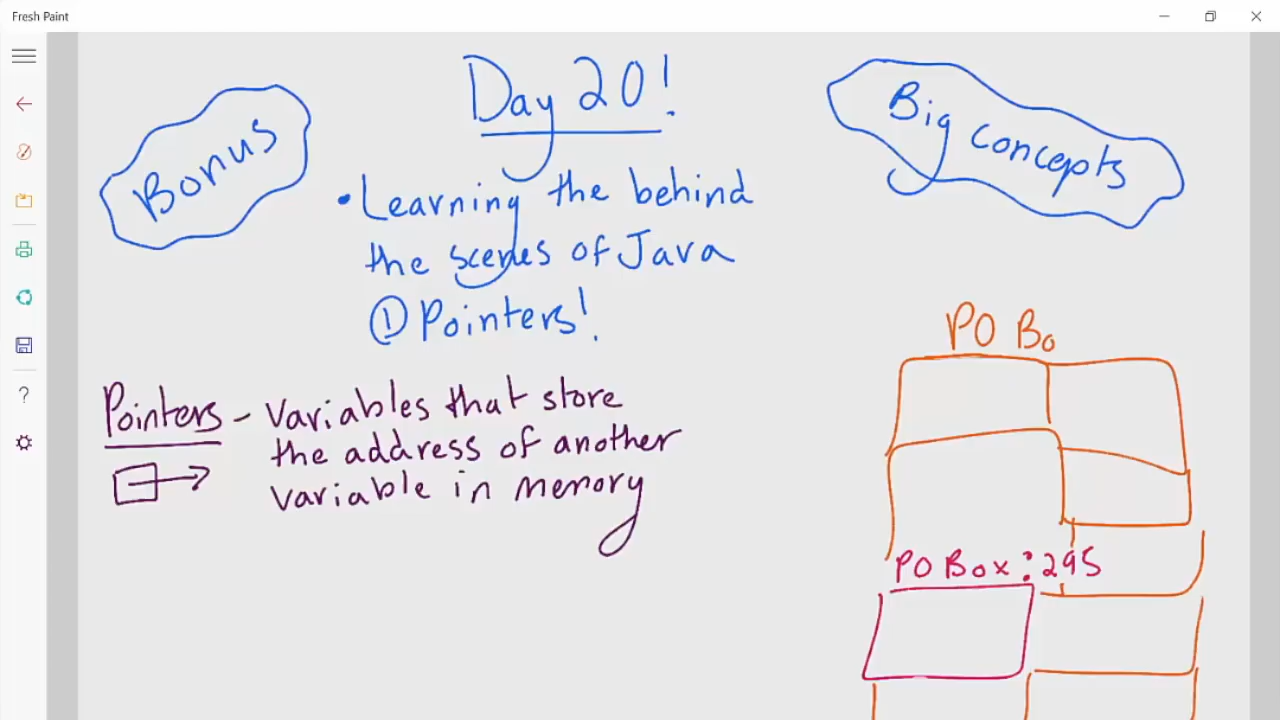 Fresh Paint
Day 20!
Bonus
Big concepts
• Learning the behind
the scenes of Java
① Pointers!
PO Bo
Pointers - Variables that store
the address of another
variable in memory
PO Box: 295
?